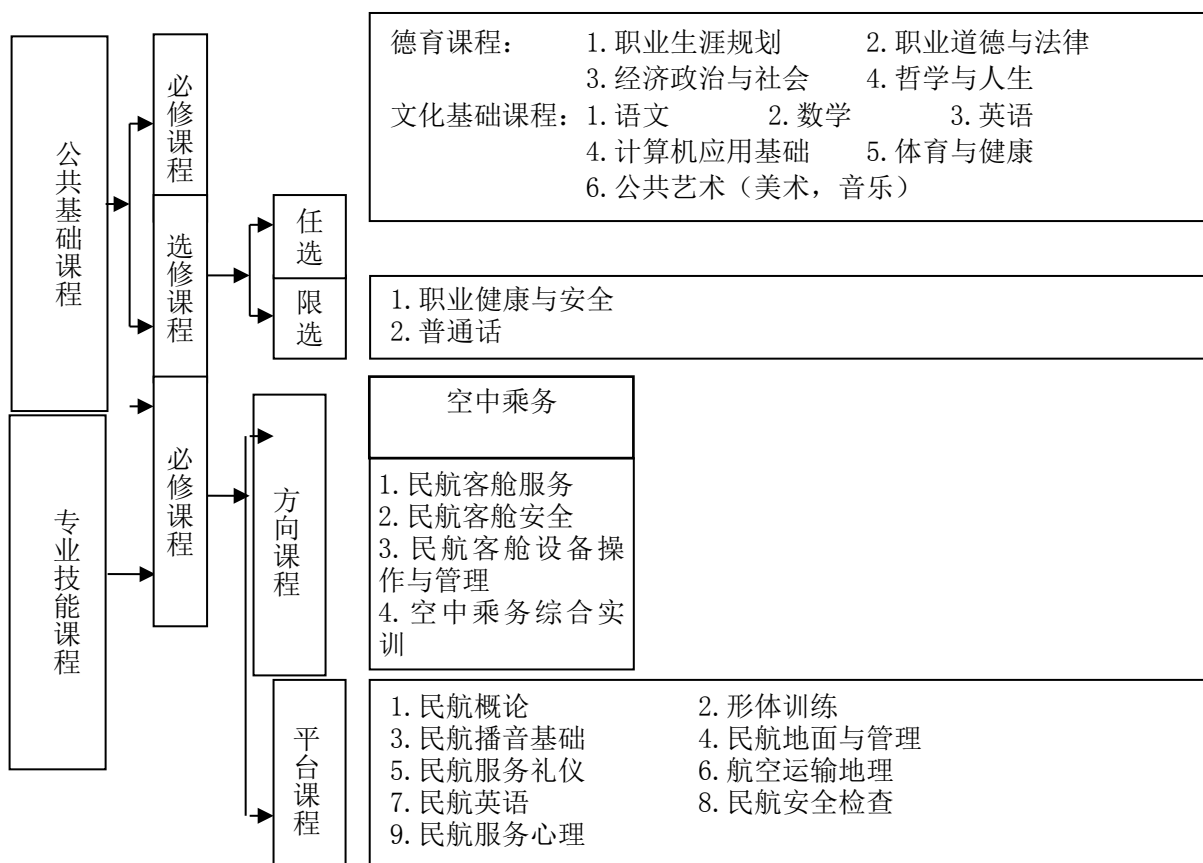 公共基础课程
必修课程
选修课程
任选
限选
德育课程： 1.职业生涯规划 2.职业道德与法律
3.经济政治与社会 4.哲学与人生
文化基础课程：1.语文 2.数学 3.英语
4.计算机应用基础 5.体育与健康
6.公共艺术（美术，音乐）
1.职业健康与安全
2.普通话
专业技能课程
必修课程
方向课程
空中乘务
1.民航客舱服务
2.民航客舱安全
3.民航客舱设备操
作与管理
4.空中乘务综合实
训
平台课程
1.民航概论 2.形体训练
3.民航播音基础 4.民航地面与管理
5.民航服务礼仪 6.航空运输地理
7.民航英语 8.民航安全检查
9.民航服务心理